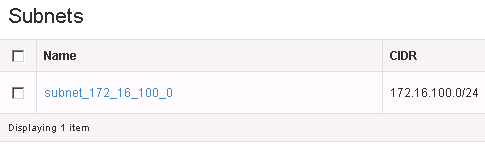 Subnets
Name CIDR
subnet_172_16_100_0 172.16.100.0/24
Displaying 1 item